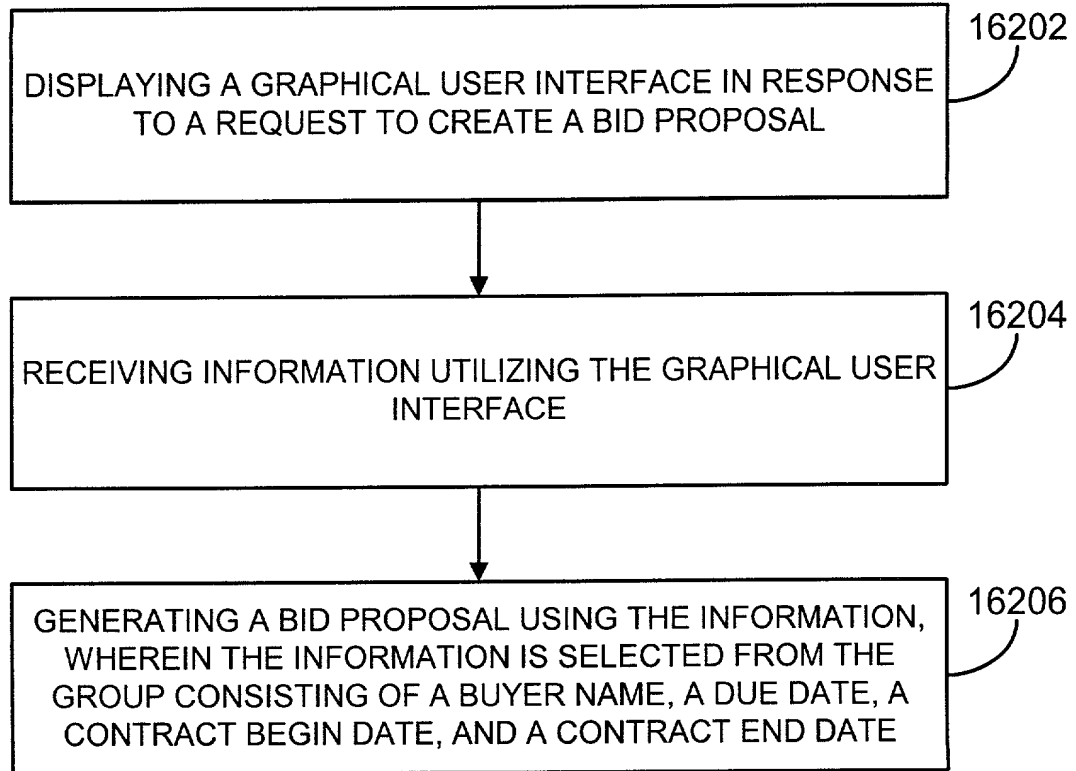 16202
DISPLAYING A GRAPHICAL USER INTERFACE IN RESPONSE
TO A REQUEST TO CREATE A BID PROPOSAL
16204
RECEIVING INFORMATION UTILIZING THE GRAPHICAL USER
INTERFACE
16206
GENERATING A BID PROPOSAL USING THE INFORMATION,
WHEREIN THE INFORMATION IS SELECTED FROM THE
GROUP CONSISTING OF A BUYER NAME, A DUE DATE, A
CONTRACT BEGIN DATE, AND A CONTRACT END DATE